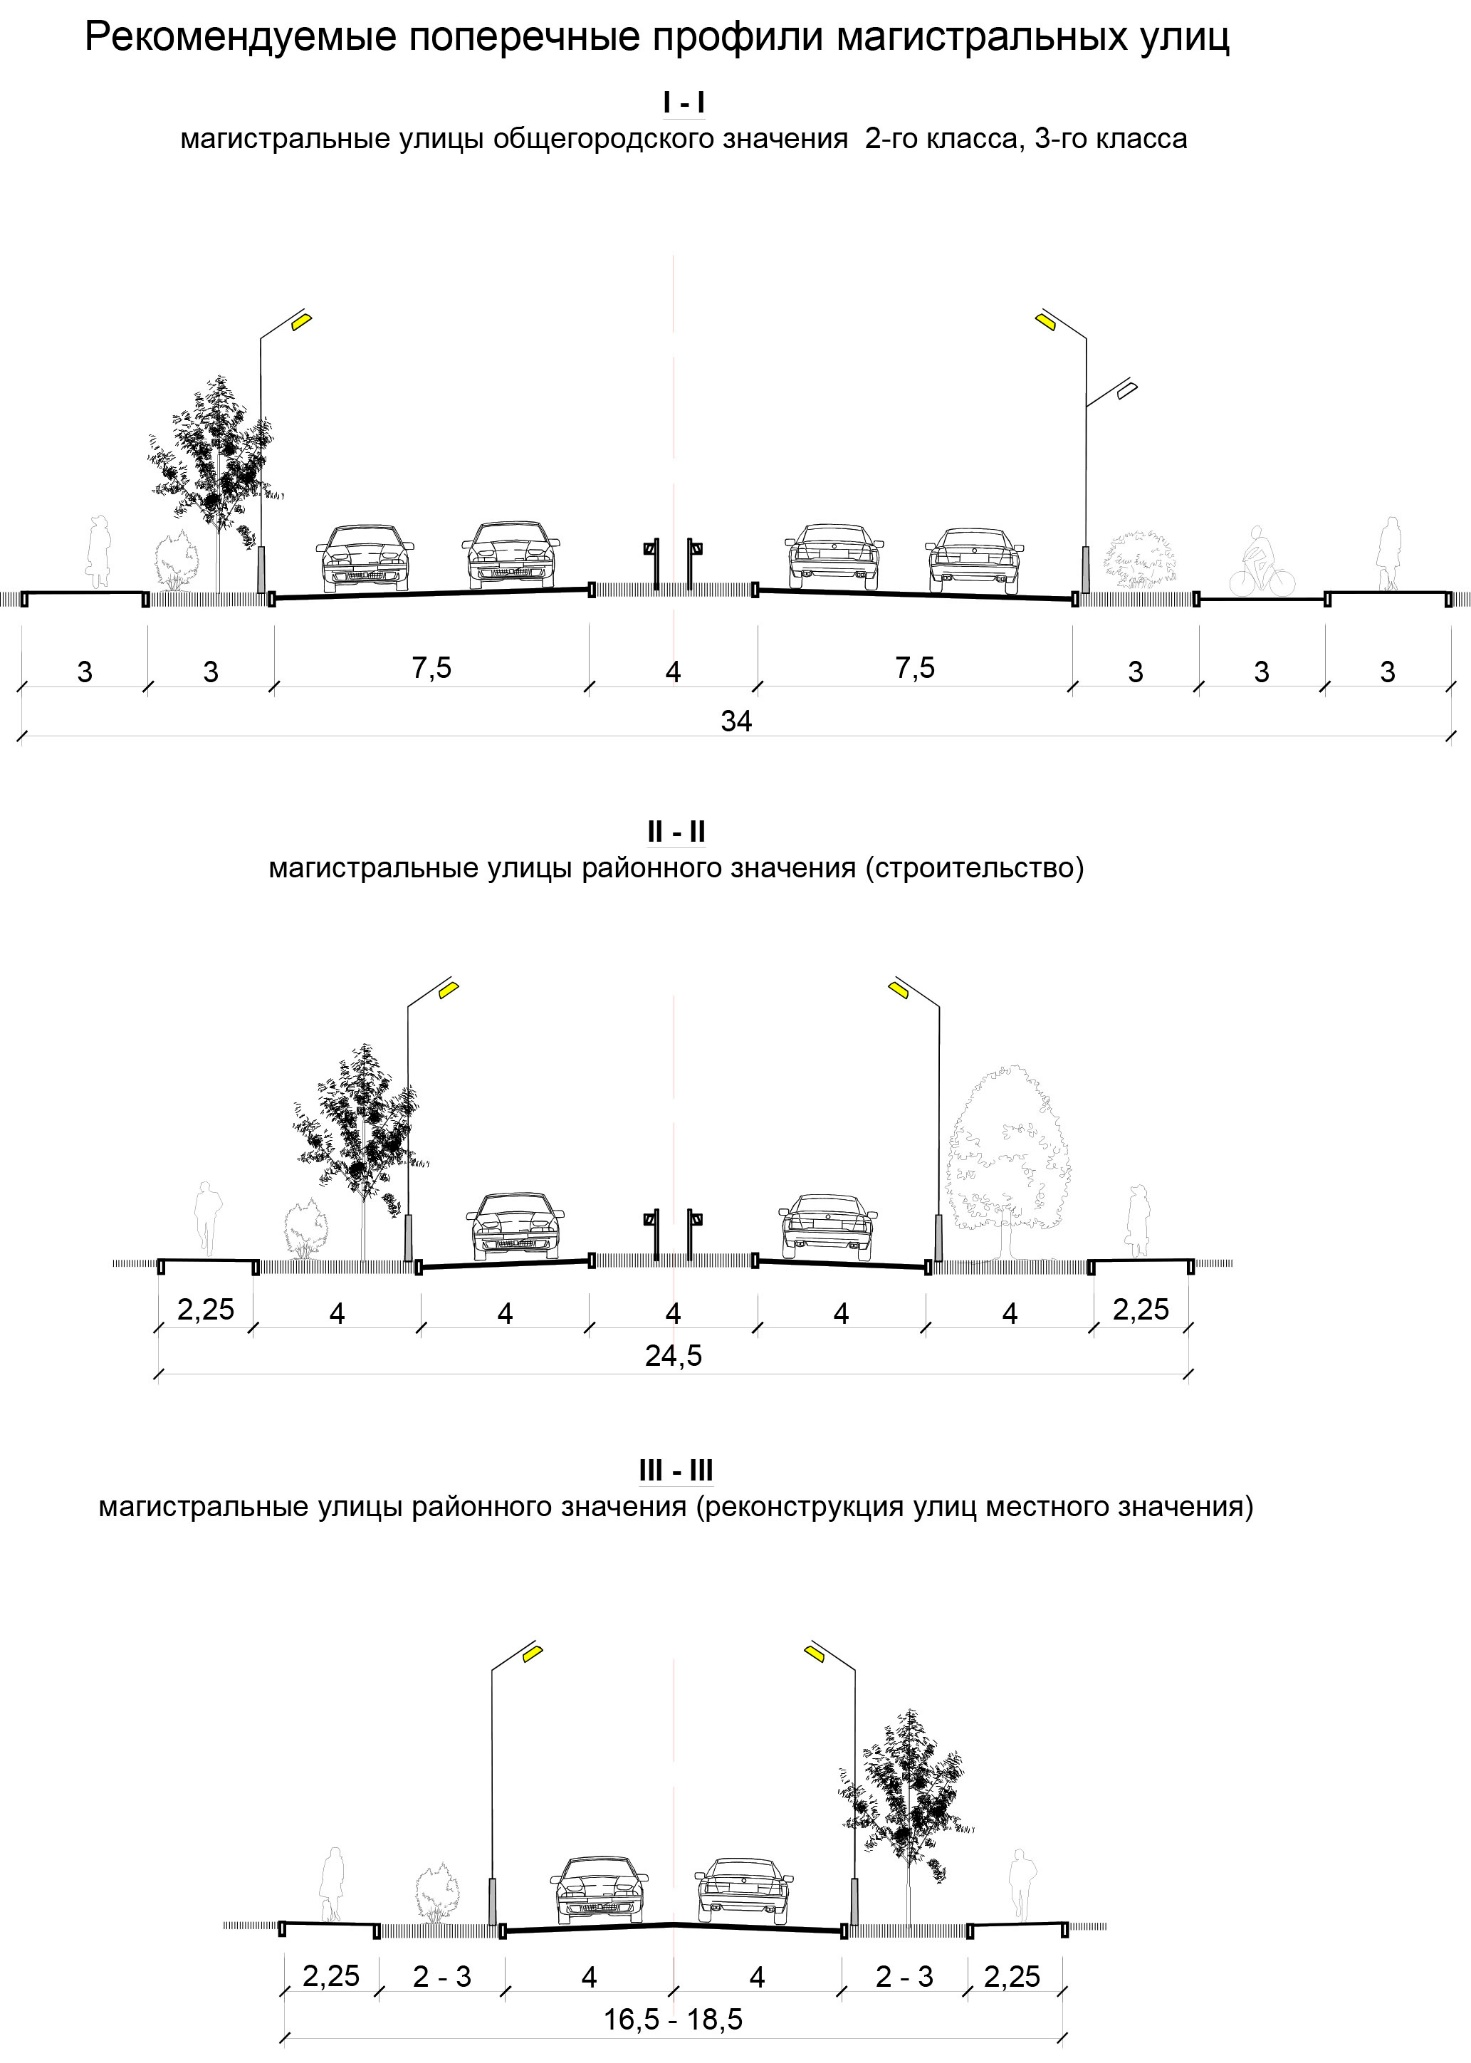 Рекомендуемые поперечные профили магистральных улиц
I - I
магистральные улицы общегородского значения 2-го класса, 3-го класса
3 3 7,5 4 7,5 3 3 3
34
II - II
магистральные улицы районного значения (строительство)
2,25 4 4 4 4 4 2,25
24,5
III - III
магистральные улицы районного значения (реконструкция улиц местного значения)
2,25 2 - 3 4 4 2 - 3 2,25
16,5 - 18,5